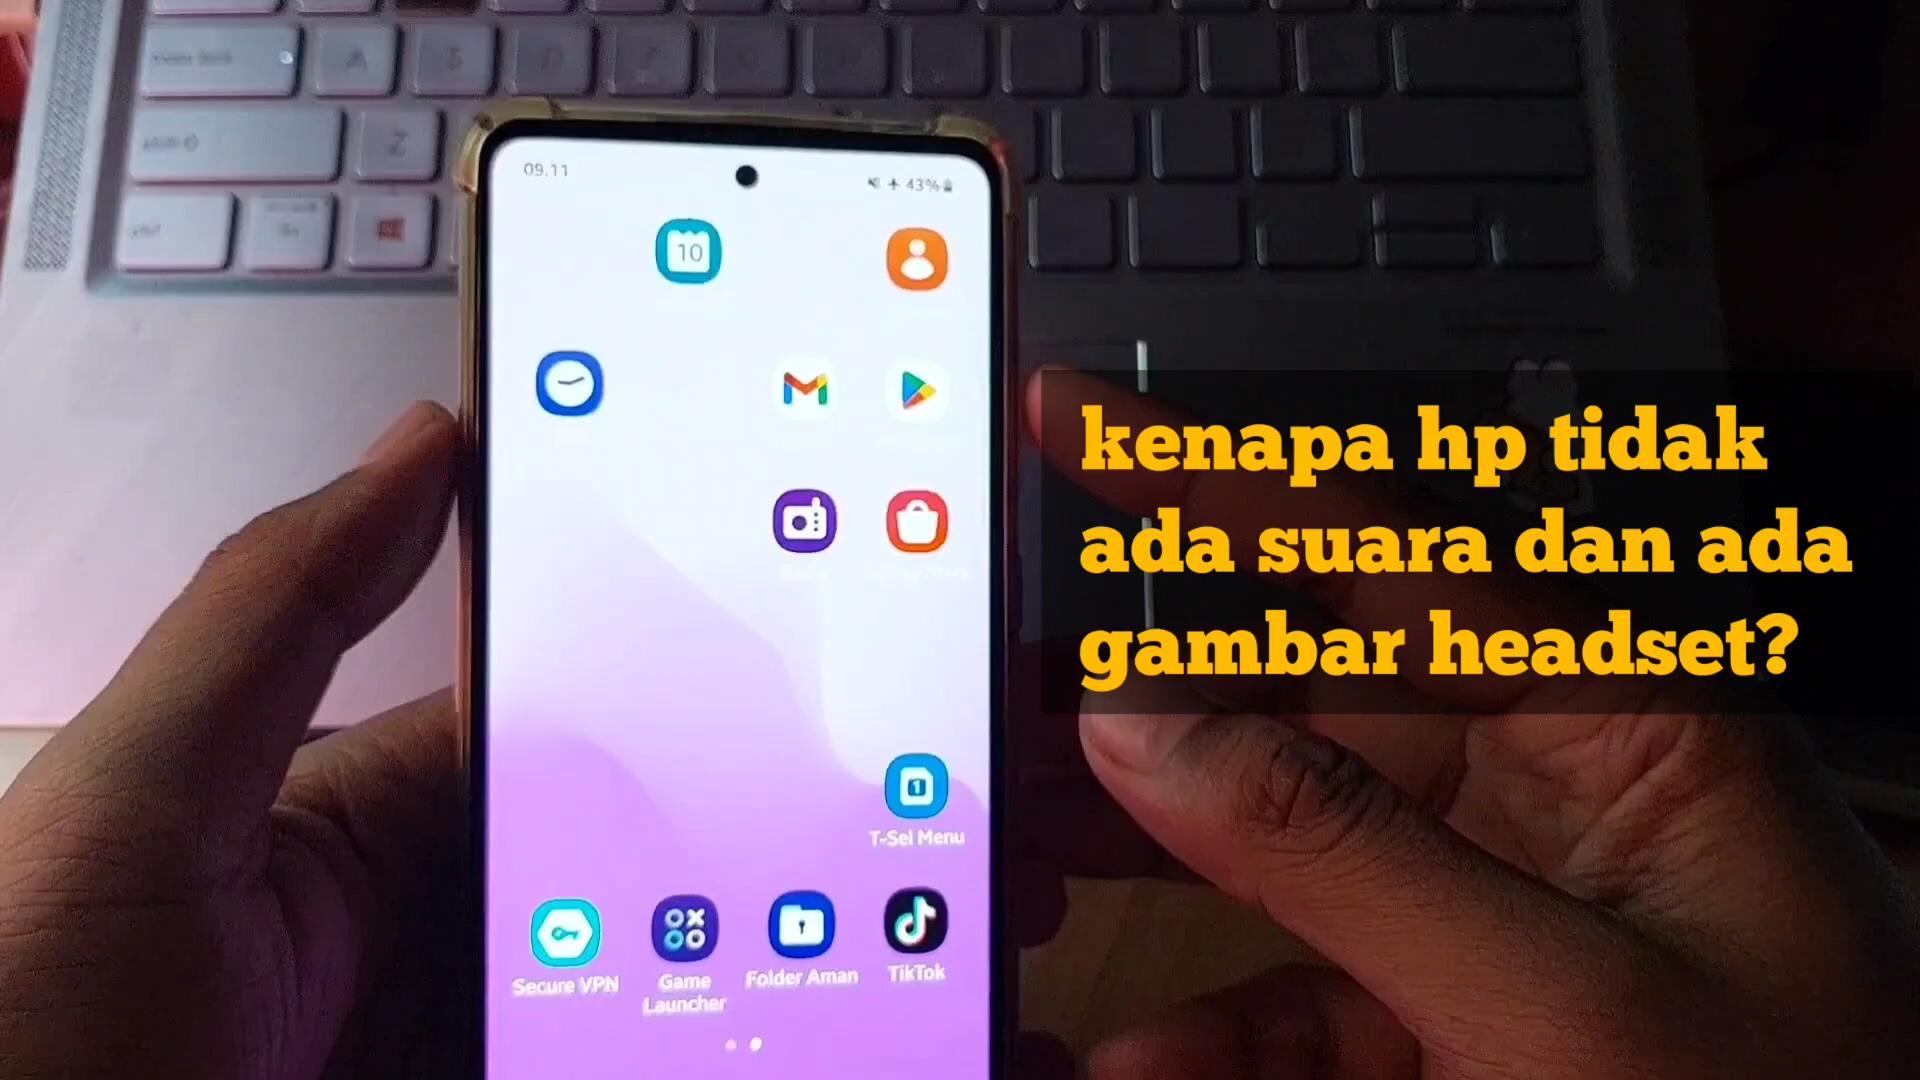 A
S
D
Z
09.11
43%
10
kenapa hp tidak
ada suara dan ada
gambar headset?
1
T-Sel Menu
Secure VPN
Game
Launcher
Folder Aman
TikTok